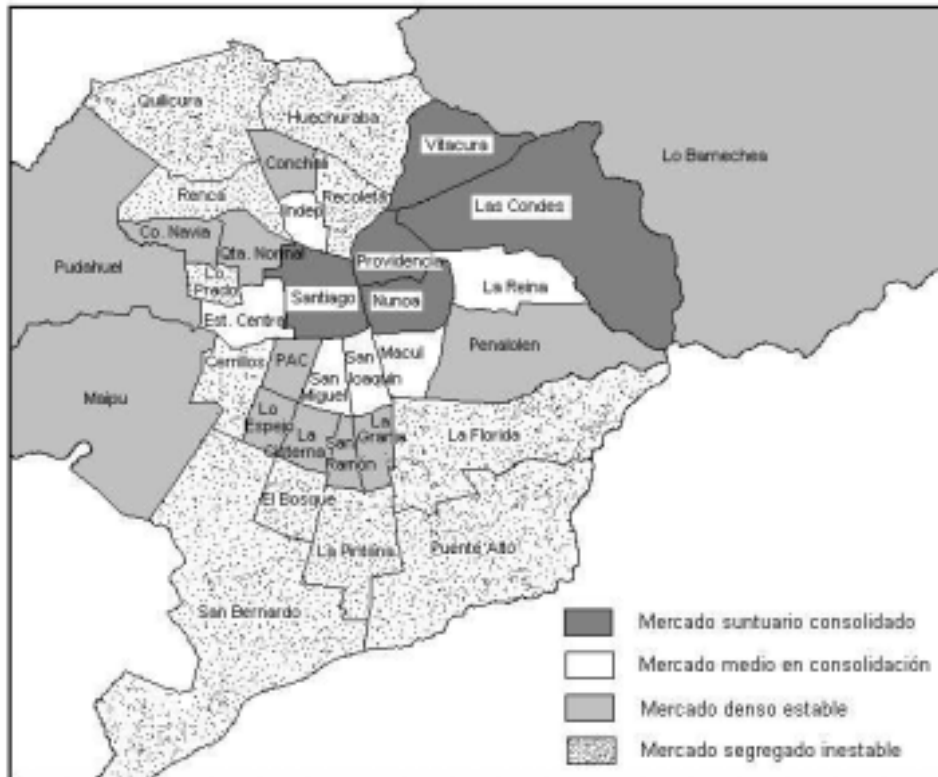 Quilicura
Huechuraba
Vitacura
Lo Barnechea
Conchali
Las Condes
Renca
Recoleta
Indep
Co. Navia
Qta. Normal
Providencia
Pudahuel
Lo
Prado
Santiago
Nunoa
La Reina
Est. Centra
Cerrillos
PAC
San
Miguel
San
Joaquin
Macul
Penalolen
Maipu
Lo
Espejo
La
Cisterna
San
Ramón
La
Granja
La Florida
El Bosque
La Pintana
Puente Alto
San Bernardo
Mercado suntuario consolidado
Mercado medio en consolidación
Mercado denso estable
Mercado segregado inestable